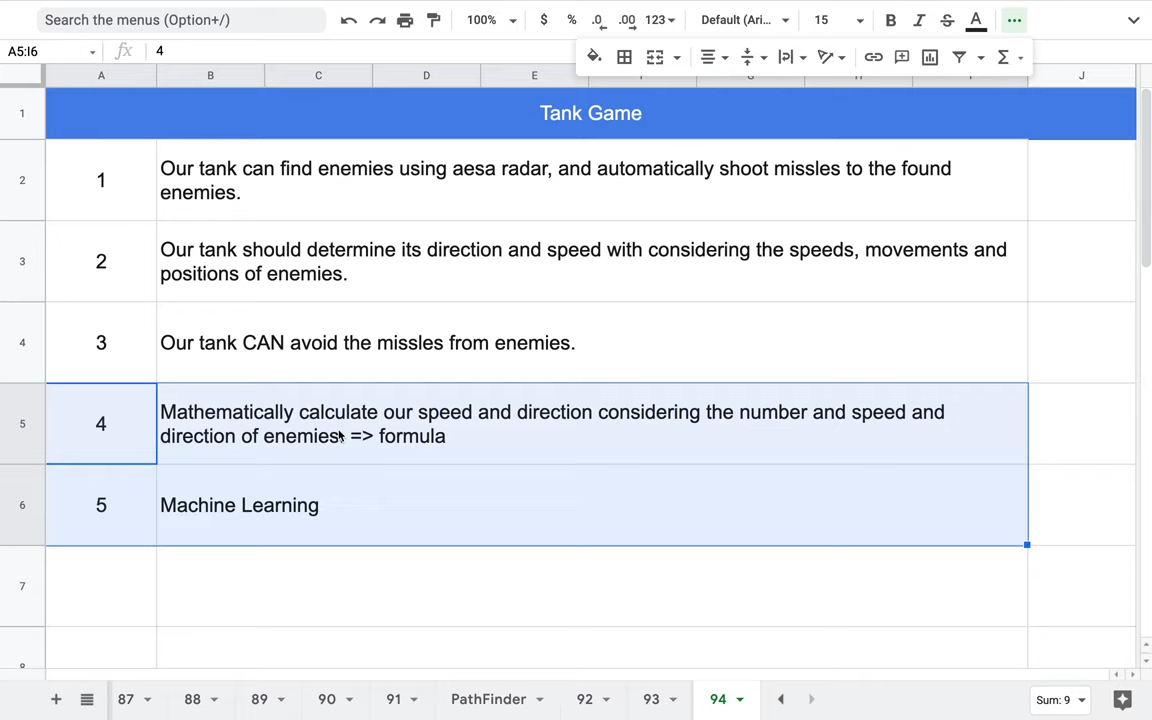 Search the menus (Option+/)
100%
$ % .0 .00 123
Default (Ari...
15
B I S A
A5:I6
fx 4
A B C D E J
1 Tank Game
2 1 Our tank can find enemies using aesa radar, and automatically shoot missles to the found
enemies.
3 2 Our tank should determine its direction and speed with considering the speeds, movements and
positions of enemies.
4 3 Our tank CAN avoid the missles from enemies.
5 4 Mathematically calculate our speed and direction considering the number and speed and
direction of enemies => formula
6 5 Machine Learning
7
8
87 88 89 90 91 PathFinder 92 93 94
Sum: 9